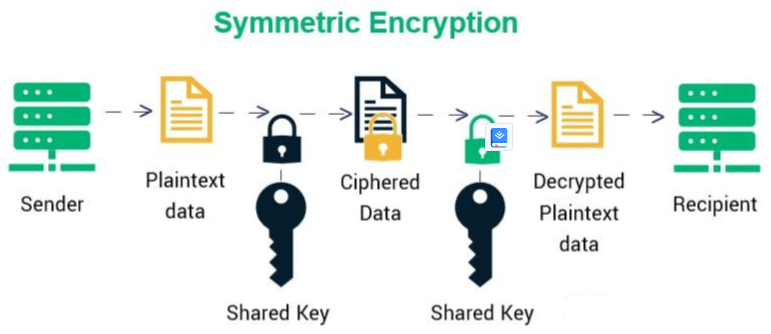 Symmetric Encryption
Sender
Plaintext
data
Shared Key
Ciphered
Data
Shared Key
Decrypted
Plaintext
data
Recipient